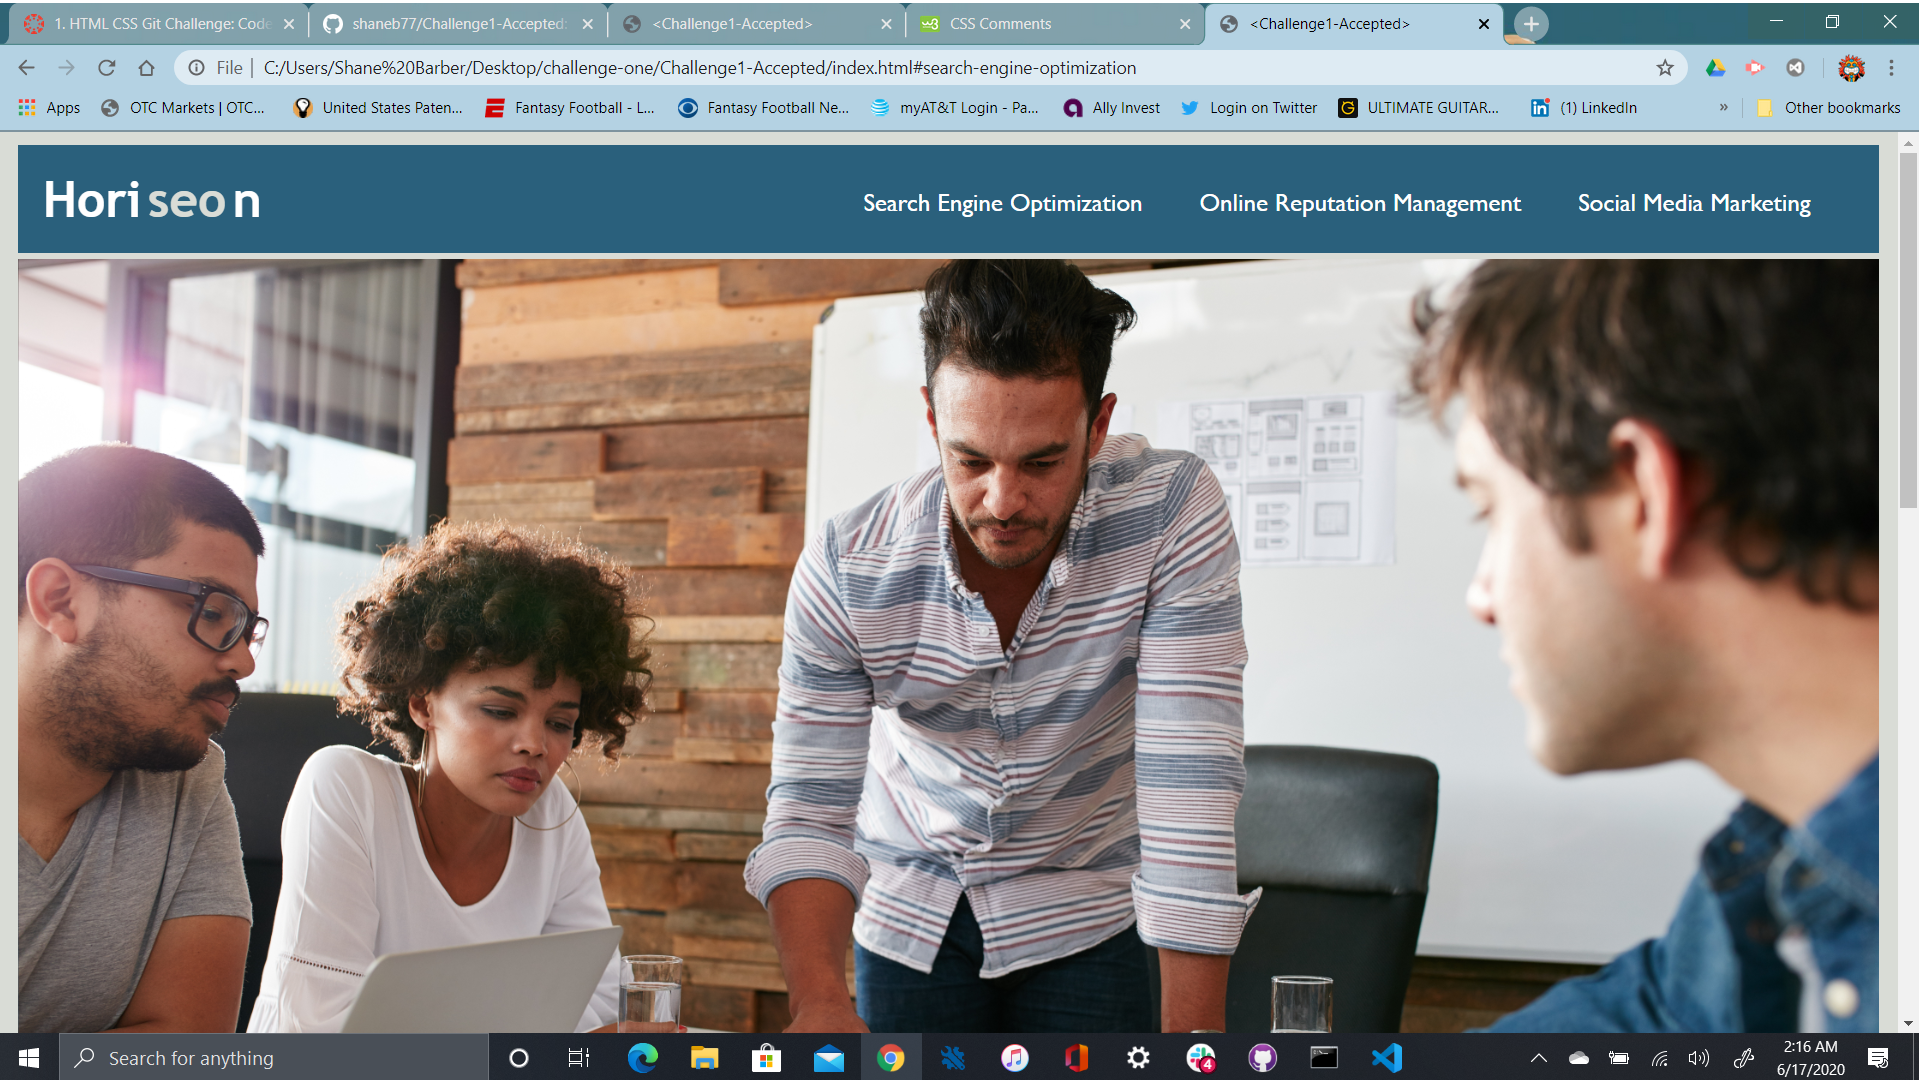 1. HTML CSS Git Challenge: Code
shaneb77/Challenge1-Accepted:
<Challenge1-Accepted>
CSS Comments
<Challenge1-Accepted>
File | C:/Users/Shane%20Barber/Desktop/challenge-one/Challenge1-Accepted/index.html#search-engine-optimization
Apps
OTC Markets | OTC...
United States Paten...
Fantasy Football - L...
Fantasy Football Ne...
myAT&T Login - Pa...
Ally Invest
Login on Twitter
ULTIMATE GUITAR...
(1) LinkedIn
»
Other bookmarks
Horiseon
Search Engine Optimization
Online Reputation Management
Social Media Marketing
Search for anything
4
2:16 AM
6/17/2020